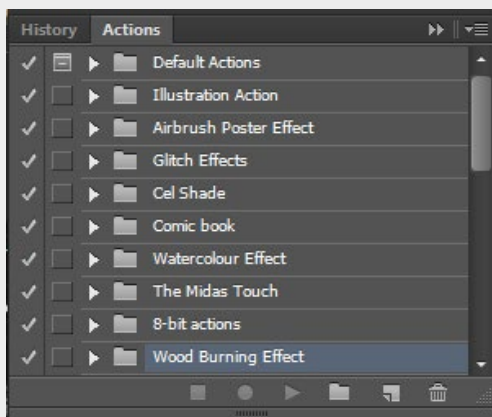 History Actions
Default Actions
Illustration Action
Airbrush Poster Effect
Glitch Effects
Cel Shade
Comic book
Watercolour Effect
The Midas Touch
8-bit actions
Wood Burning Effect